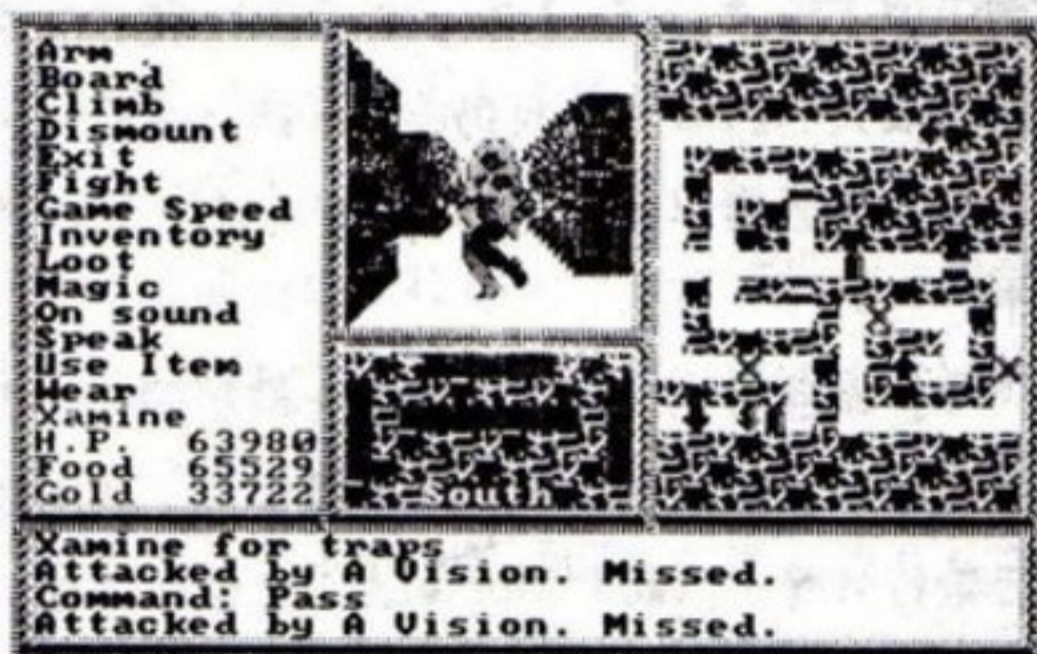 Arm
Board
Climb
Dismount
Exit
Fight
Game Speed
Inventory
Loot
Magic
On sound
Speak
Use Item
Wear
Xamine
H.P. 63980
Food 65529
Gold 33722
South
Xamine for traps
Attacked by A Vision. Missed.
Command: Pass
Attacked by A Vision. Missed.